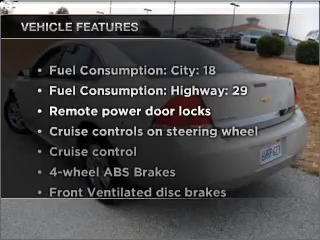 VEHICLE FEATURES
• Fuel Consumption: City: 18
• Fuel Consumption: Highway: 29
• Remote power door locks
• Cruise controls on steering wheel
• Cruise control
• 4-wheel ABS Brakes
• Front Ventilated disc brakes